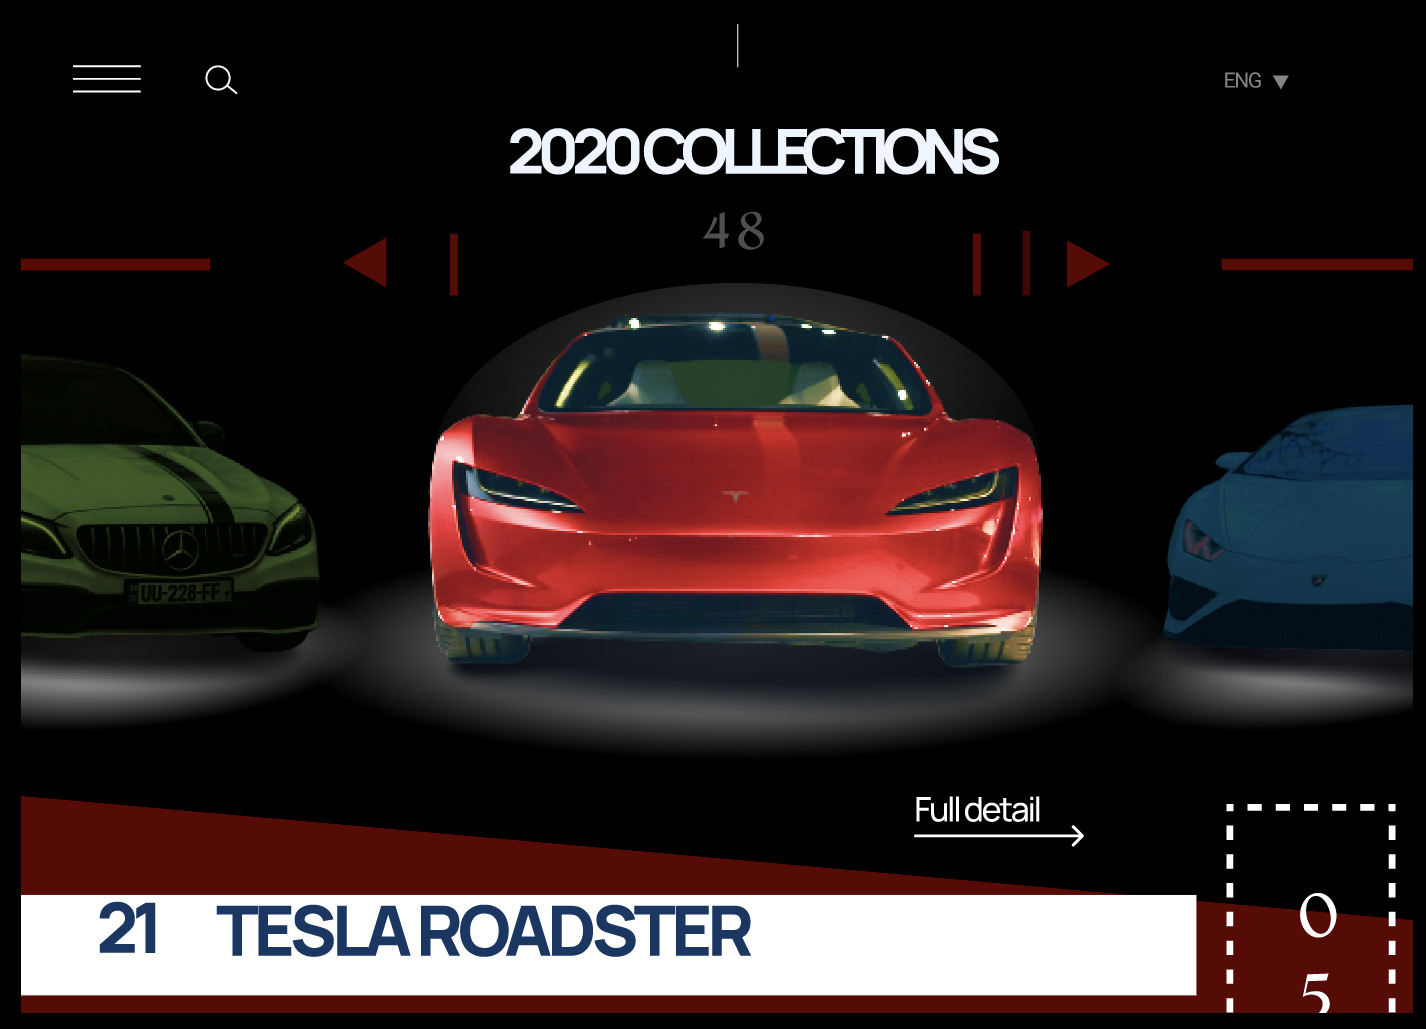 ENG
2020 COLLECTIONS
48
UU-228-FF
Full detail
21 TESLA ROADSTER
0
5